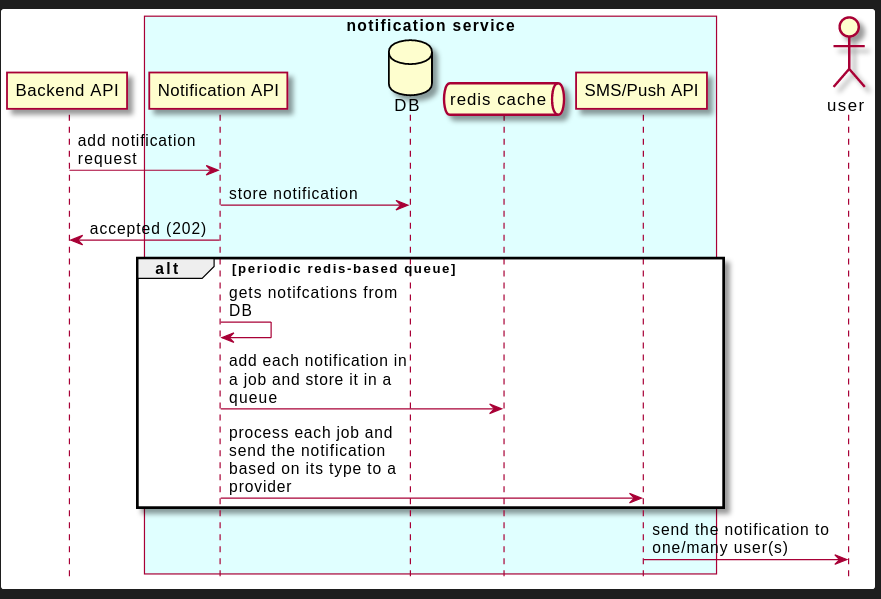 notification service
Backend API
Notification API
DB
redis cache
SMS/Push API
user
add notification
request
store notification
accepted (202)
alt
[periodic redis-based queue]
gets notifcations from
DB
add each notification in
a job and store it in a
queue
process each job and
send the notification
based on its type to a
provider
send the notification to
one/many user(s)